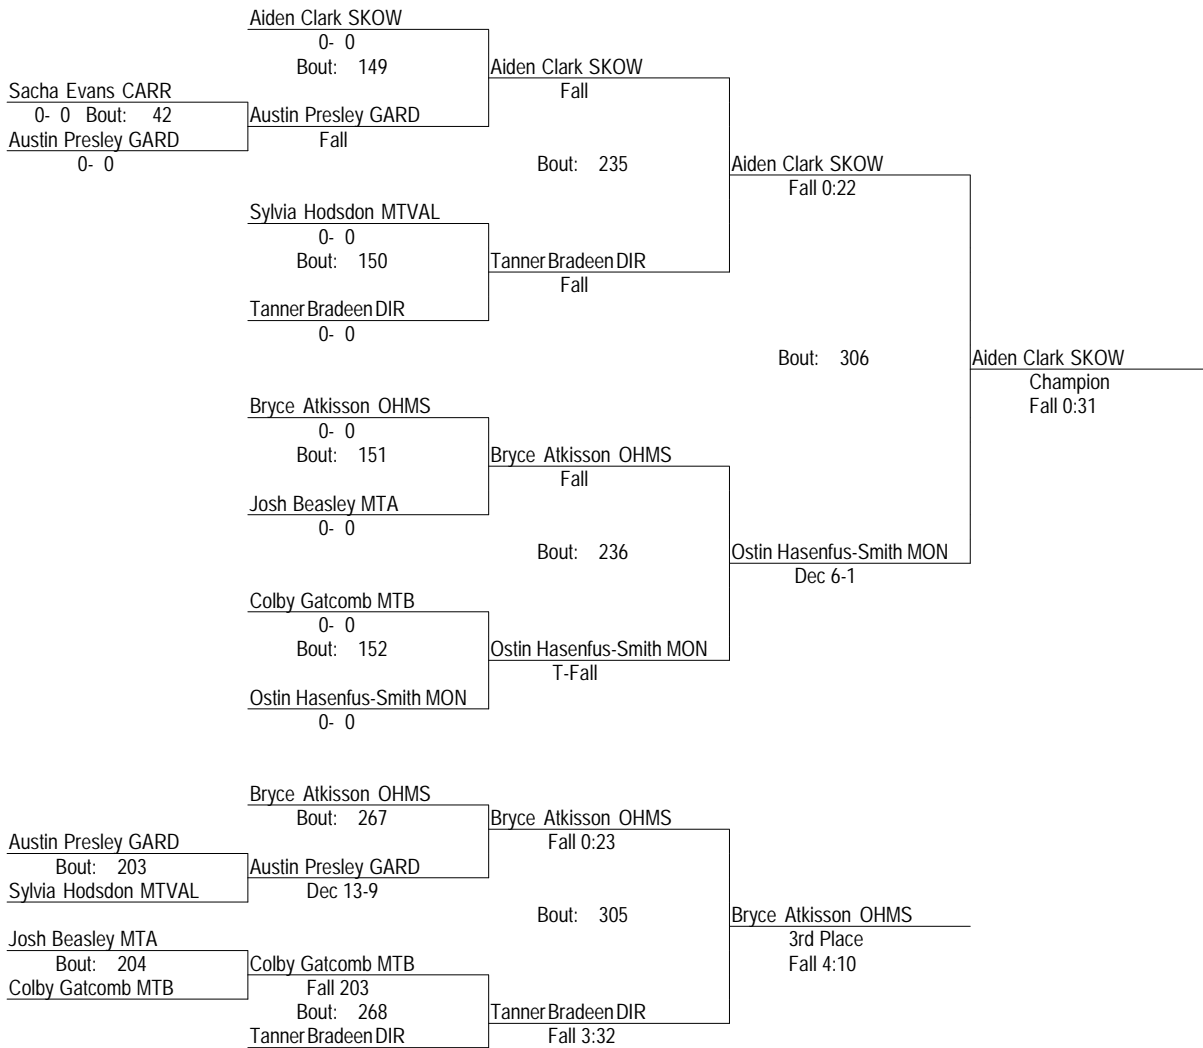 Aiden Clark SKOW
0- 0
Bout: 149
Aiden Clark SKOW
Fall
Sacha Evans CARR
0- 0 Bout: 42
Austin Presley GARD
Fall
Austin Presley GARD
0- 0
Bout: 235
Aiden Clark SKOW
Fall 0:22
Sylvia Hodsdon MTVAL
0- 0
Bout: 150
Tanner Bradeen DIR
Fall
Tanner Bradeen DIR
0- 0
Bout: 306
Aiden Clark SKOW
Champion
Fall 0:31
Bryce Atkisson OHMS
0- 0
Bout: 151
Bryce Atkisson OHMS
Fall
Josh Beasley MTA
0- 0
Bout: 236
Ostin Hasenfus-Smith MON
Dec 6-1
Colby Gatcomb MTB
0- 0
Bout: 152
Ostin Hasenfus-Smith MON
T-Fall
Ostin Hasenfus-Smith MON
0- 0
Bryce Atkisson OHMS
Bout: 267
Bryce Atkisson OHMS
Fall 0:23
Austin Presley GARD
Bout: 203
Austin Presley GARD
Dec 13-9
Sylvia Hodsdon MTVAL
Bout: 305
Bryce Atkisson OHMS
3rd Place
Fall 4:10
Josh Beasley MTA
Bout: 204
Colby Gatcomb MTB
Fall 203
Colby Gatcomb MTB
Bout: 268
Tanner Bradeen DIR
Fall 3:32
Tanner Bradeen DIR